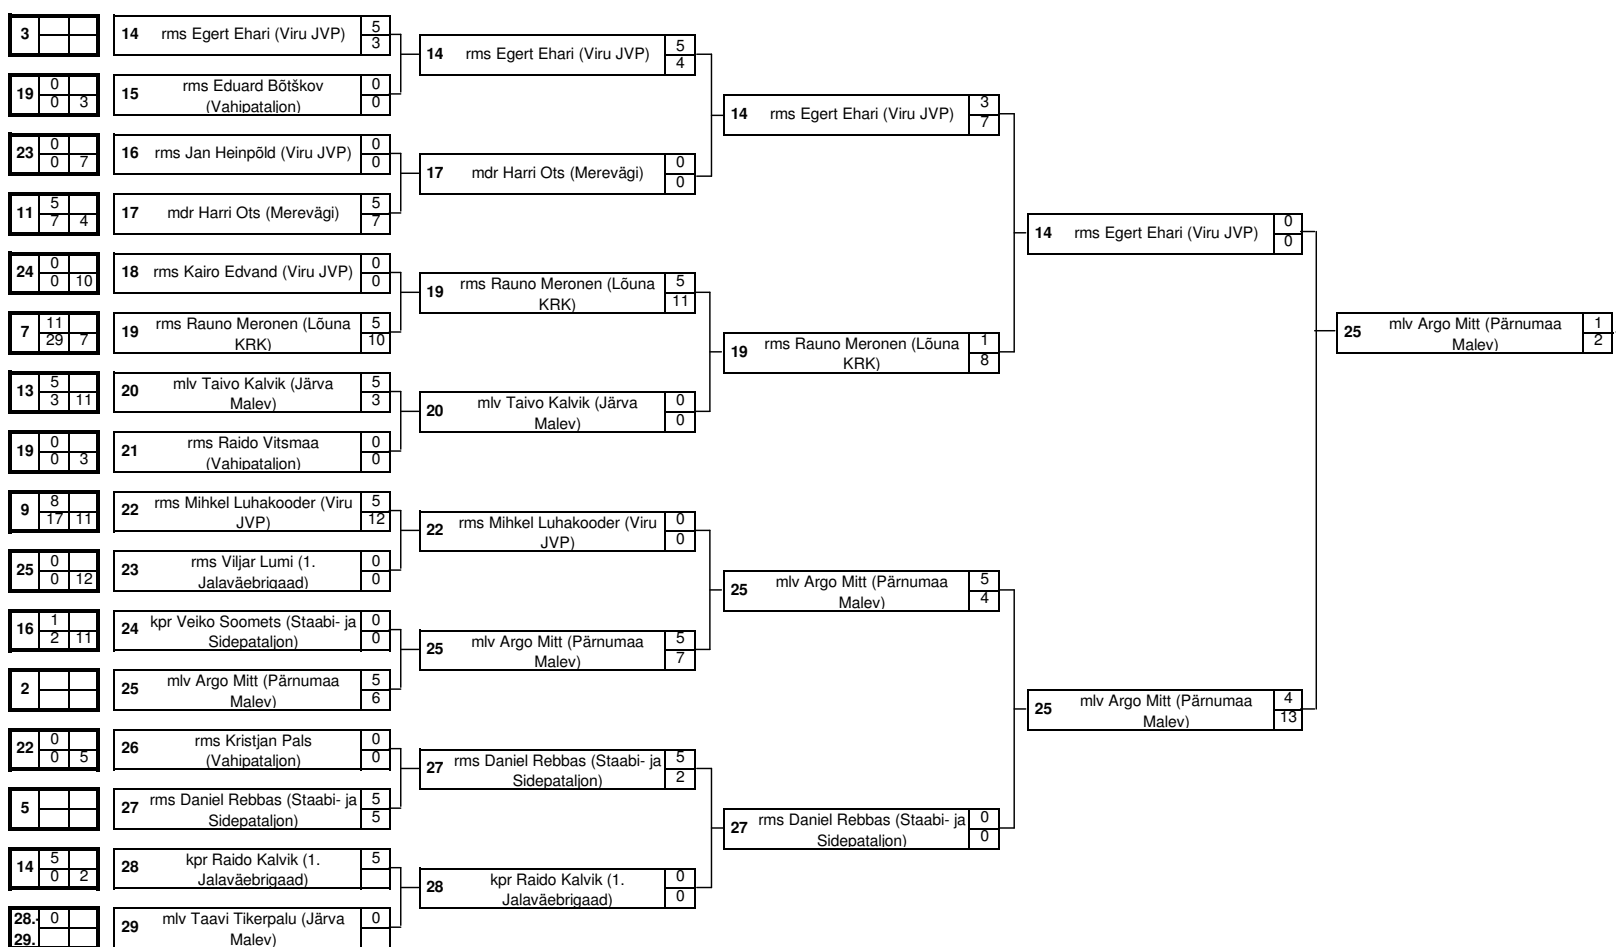 3
14 rms Egert Ehari (Viru JVP) 5
3
19 0
0 3
15 rms Eduard Bõtškov
(Vahipataljon) 0
0
23 0
0 7
16 rms Jan Heinpõld (Viru JVP) 0
0
11 5
7 4
17 mdr Harri Ots (Merevägi) 5
7
24 0
0 10
18 rms Kairo Edvand (Viru JVP) 0
0
7 11
29 7
19 rms Rauno Meronen (Lõuna
KRK) 5
10
13 5
3 11
20 mlv Taivo Kalvik (Järva
Malev) 5
3
19 0
0 3
21 rms Raido Vitsmaa
(Vahipataljon) 0
0
9 8
17 11
22 rms Mihkel Luhakooder (Viru
JVP) 5
12
25 0
0 12
23 rms Viljar Lumi (1.
Jalaväebrigaad) 0
0
16 1
2 11
24 kpr Veiko Soomets (Staabi- ja
Sidepataljon) 0
0
2
25 mlv Argo Mitt (Pärnumaa
Malev) 5
6
22 0
0 5
26 rms Kristjan Pals
(Vahipataljon) 0
0
5
27 rms Daniel Rebbas (Staabi- ja
Sidepataljon) 5
5
14 5
0 2
28 kpr Raido Kalvik (1.
Jalaväebrigaad) 5
28.-
29. 0
29 mlv Taavi Tikerpalu (Järva
Malev) 0
14 rms Egert Ehari (Viru JVP) 5
4
17 mdr Harri Ots (Merevägi) 0
0
19 rms Rauno Meronen (Lõuna
KRK) 5
11
20 mlv Taivo Kalvik (Järva
Malev) 0
0
22 rms Mihkel Luhakooder (Viru
JVP) 0
0
25 mlv Argo Mitt (Pärnumaa
Malev) 5
7
27 rms Daniel Rebbas (Staabi- ja
Sidepataljon) 5
2
28 kpr Raido Kalvik (1.
Jalaväebrigaad) 0
0
14 rms Egert Ehari (Viru JVP) 3
7
19 rms Rauno Meronen (Lõuna
KRK) 1
8
25 mlv Argo Mitt (Pärnumaa
Malev) 5
4
27 rms Daniel Rebbas (Staabi- ja
Sidepataljon) 0
0
14 rms Egert Ehari (Viru JVP) 0
0
25 mlv Argo Mitt (Pärnumaa
Malev) 4
13
25 mlv Argo Mitt (Pärnumaa
Malev) 1
2